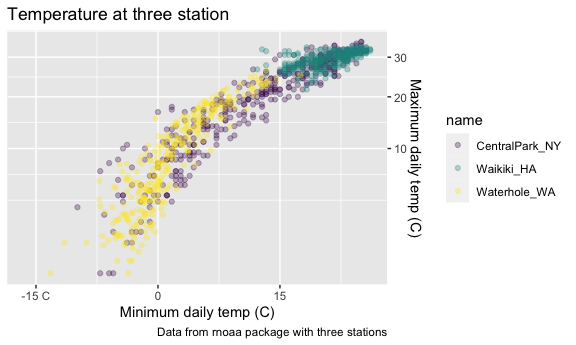 Temperature at three station
30
20
10
Maximum daily temp (C)
-15 C
0
15
Minimum daily temp (C)
Data from rnoaa package with three stations
name
CentralPark_NY
Waikiki_HA
Waterhole_WA